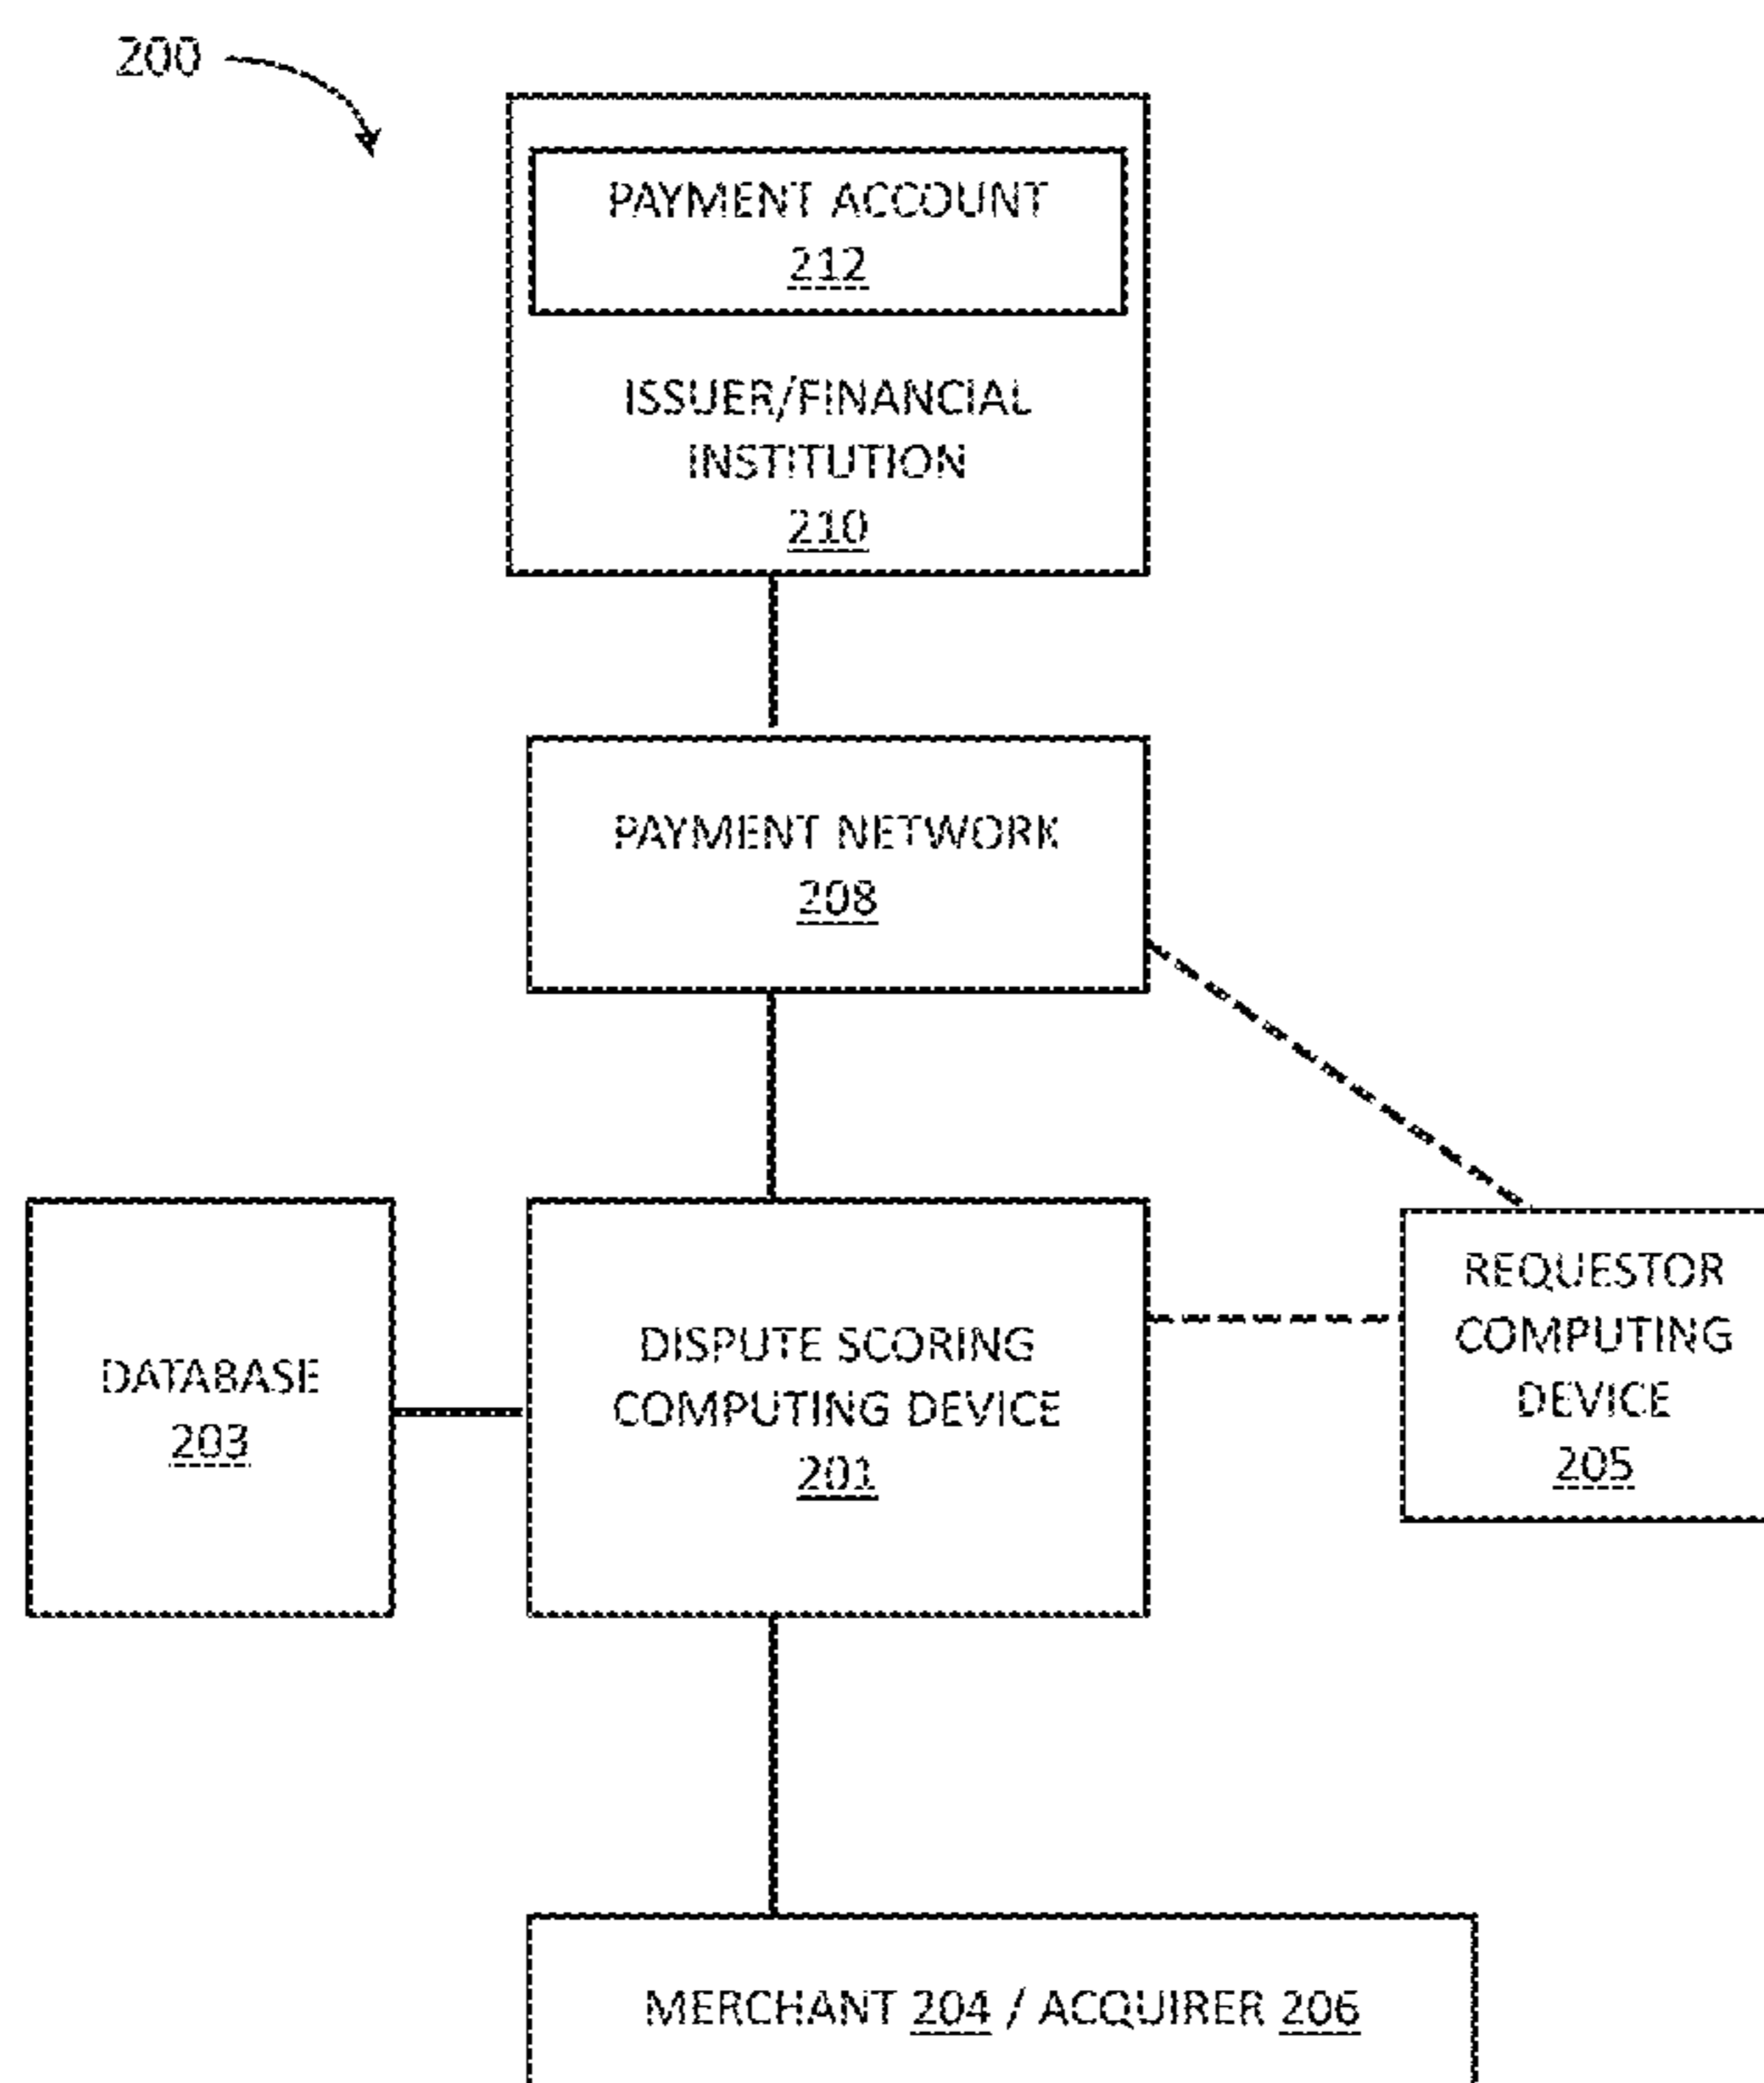 200
PAYMENT ACCOUNT
212
ISSUER/FINANCIAL
INSTITUTION
210
PAYMENT NETWORK
208
DATABASE
203
DISPUTE SCORING
COMPUTING DEVICE
201
REQUESTOR
COMPUTING
DEVICE
205
MERCHANT 204 / ACQUIRER 206